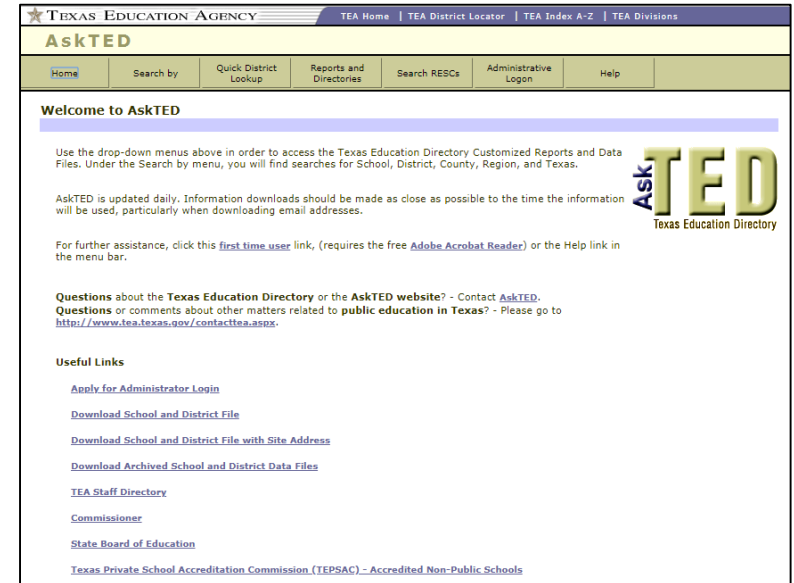 TEXAS EDUCATION AGENCY
TEA Home | TEA District Locator | TEA Index A-Z | TEA Divisions
AskTED
Home
Search by
Quick District
Lookup
Reports and
Directories
Search RESCs
Administrative
Logon
Help
Welcome to AskTED
Use the drop-down menus above in order to access the Texas Education Directory Customized Reports and Data
Files. Under the Search by menu, you will find searches for School, District, County, Region, and Texas.
AskTED is updated daily. Information downloads should be made as close as possible to the time the information
will be used, particularly when downloading email addresses.
For further assistance, click this first time user link, (requires the free Adobe Acrobat Reader) or the Help link in
the menu bar.
Ask TED
Texas Education Directory
Questions about the Texas Education Directory or the AskTED website? - Contact AskTED.
Questions or comments about other matters related to public education in Texas? - Please go to
http://www.tea.texas.gov/contacttea.aspx.
Useful Links
Apply for Administrator Login
Download School and District File
Download School and District File with Site Address
Download Archived School and District Data Files
TEA Staff Directory
Commissioner
State Board of Education
Texas Private School Accreditation Commission (TEPSAC) - Accredited Non-Public Schools